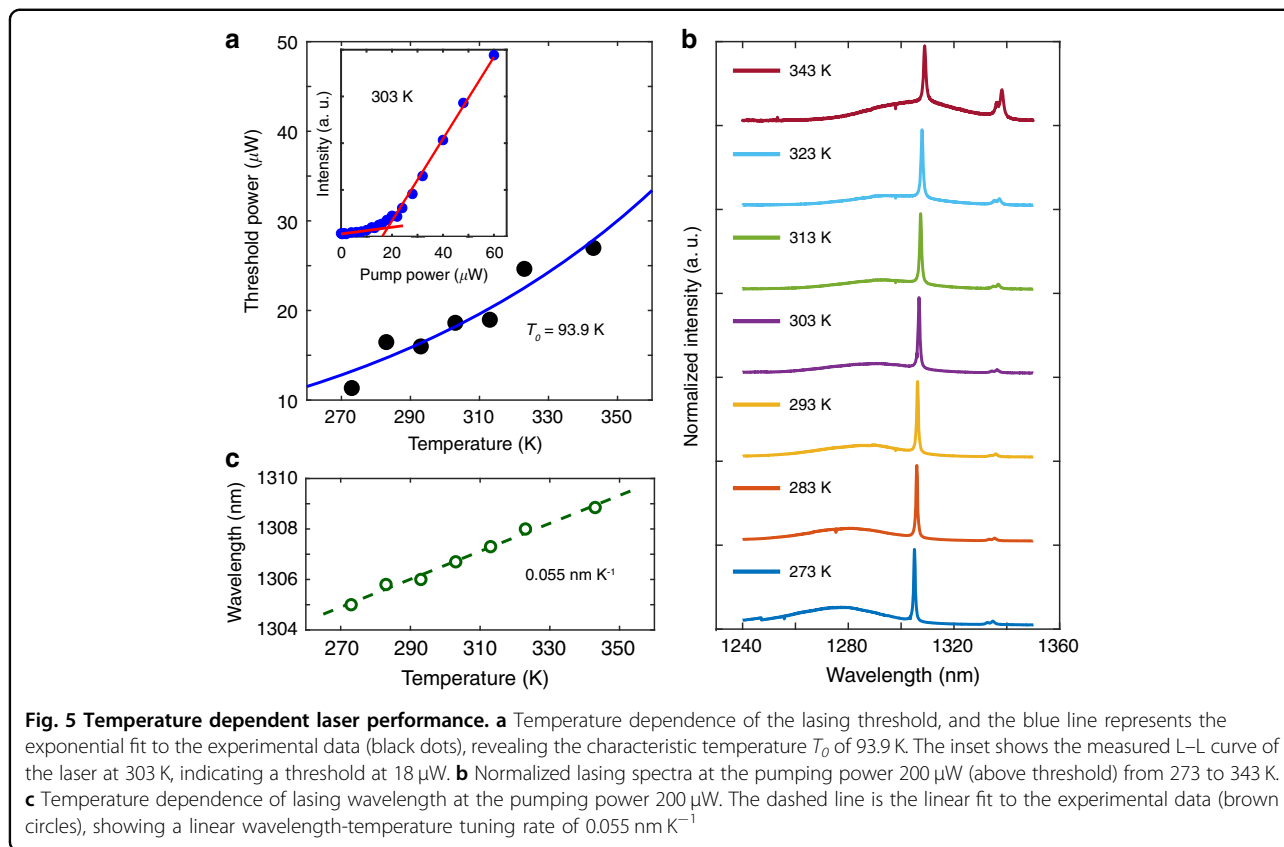 a
50
40
30
20
10
Threshold power (μW)
303 K
Intensity (a. u.)
0 20 40 60
Pump power (μW)
T0 = 93.9 K
270 290 310 330 350
Temperature (K)
b
Normalized intensity (a. u.)
343 K
323 K
313 K
303 K
293 K
283 K
273 K
1240 1280 1320 1360
Wavelength (nm)
c
1310
1308
1306
1304
Wavelength (nm)
0.055 nm K⁻¹
270 290 310 330 350
Temperature (K)
Fig. 5 Temperature dependent laser performance. a Temperature dependence of the lasing threshold, and the blue line represents the
exponential fit to the experimental data (black dots), revealing the characteristic temperature T0 of 93.9 K. The inset shows the measured L–L curve of
the laser at 303 K, indicating a threshold at 18 μW. b Normalized lasing spectra at the pumping power 200 μW (above threshold) from 273 to 343 K.
c Temperature dependence of lasing wavelength at the pumping power 200 μW. The dashed line is the linear fit to the experimental data (brown
circles), showing a linear wavelength-temperature tuning rate of 0.055 nm K⁻¹